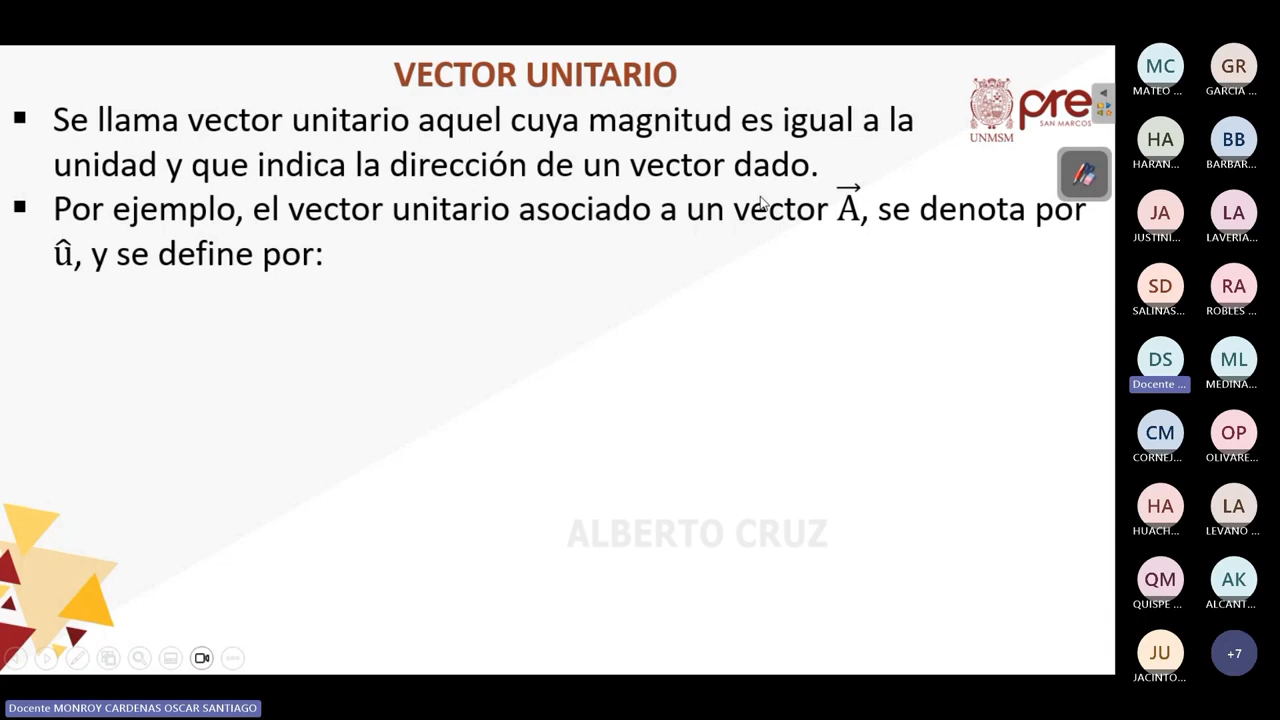 VECTOR UNITARIO
▪ Se llama vector unitario aquel cuya magnitud es igual a la
unidad y que indica la dirección de un vector dado.
▪ Por ejemplo, el vector unitario asociado a un vector A⃗, se denota por
û, y se define por:
UNMSM
pre
SAN MARCOS
ALBERTO CRUZ
MC GR
MATEO ... GARCIA ...
HA BB
HARAN... BARBAR...
JA LA
JUSTINI... LAVERIA...
SD RA
SALINAS... ROBLES ...
DS ML
Docente ... MEDINA...
CM OP
CORNEJ... OLIVARE...
HA LA
HUACH... LEVANO ...
QM AK
QUISPE ... ALCANT...
JU +7
JACINTO...
Docente MONROY CARDENAS OSCAR SANTIAGO